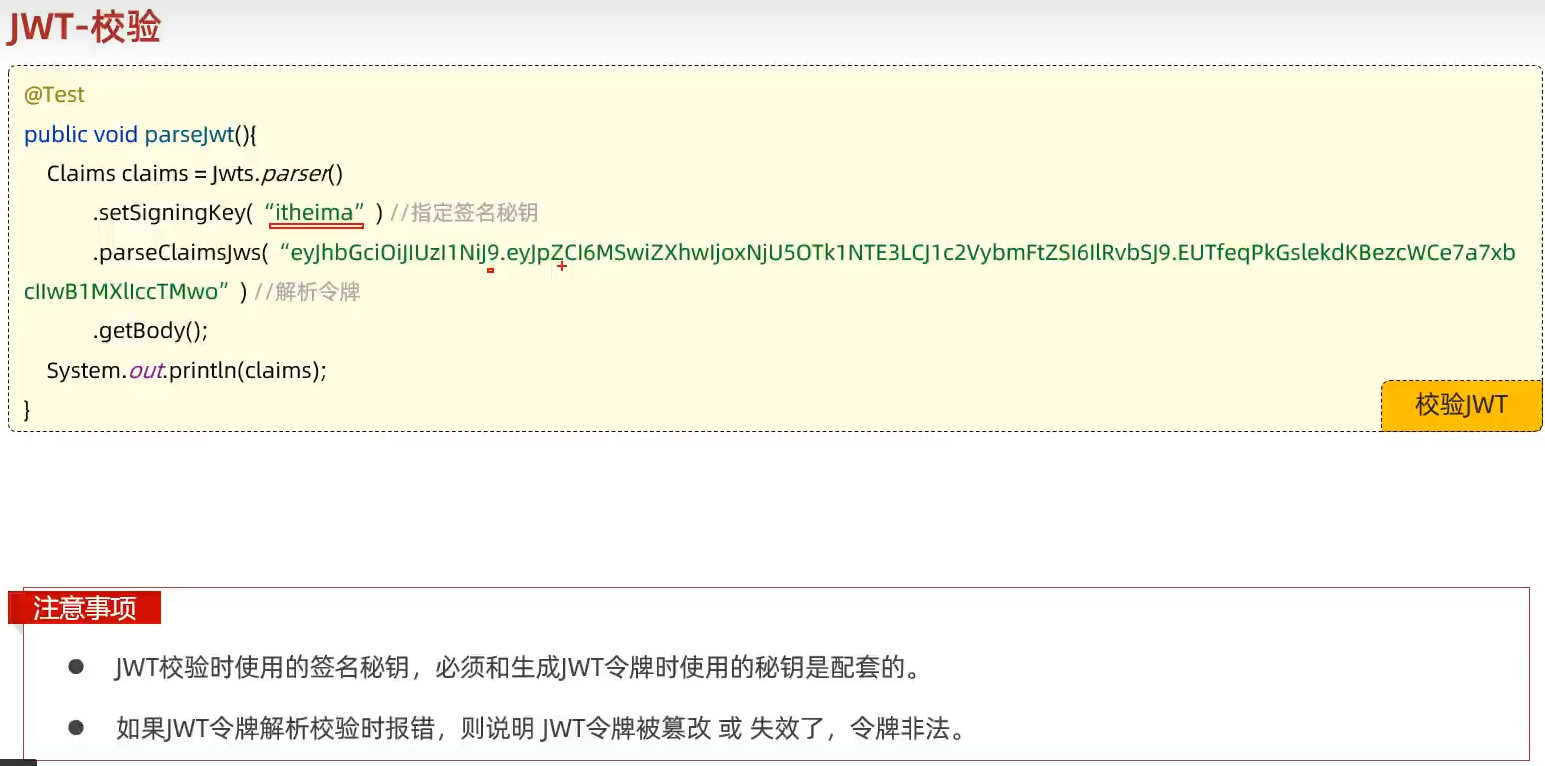 JWT-校验
@Test
public void parseJwt(){
Claims claims = Jwts.parser()
.setSigningKey( “itheima” ) //指定签名秘钥
.parseClaimsJws( “eyJhbGciOiJIUzI1NiJ9.eyJpZCI6MSwiZXhwIjoxNjU5OTk1NTE3LCJ1c2VybmFtZSI6IlRvbSJ9.EUTfeqPkGslekdKBezcWCe7a7xb
cIIwB1MXlIccTMwo” ) //解析令牌
.getBody();
System.out.println(claims);
}
校验JWT
注意事项
● JWT校验时使用的签名秘钥，必须和生成JWT令牌时使用的秘钥是配套的。
● 如果JWT令牌解析校验时报错，则说明 JWT令牌被篡改 或 失效了，令牌非法。